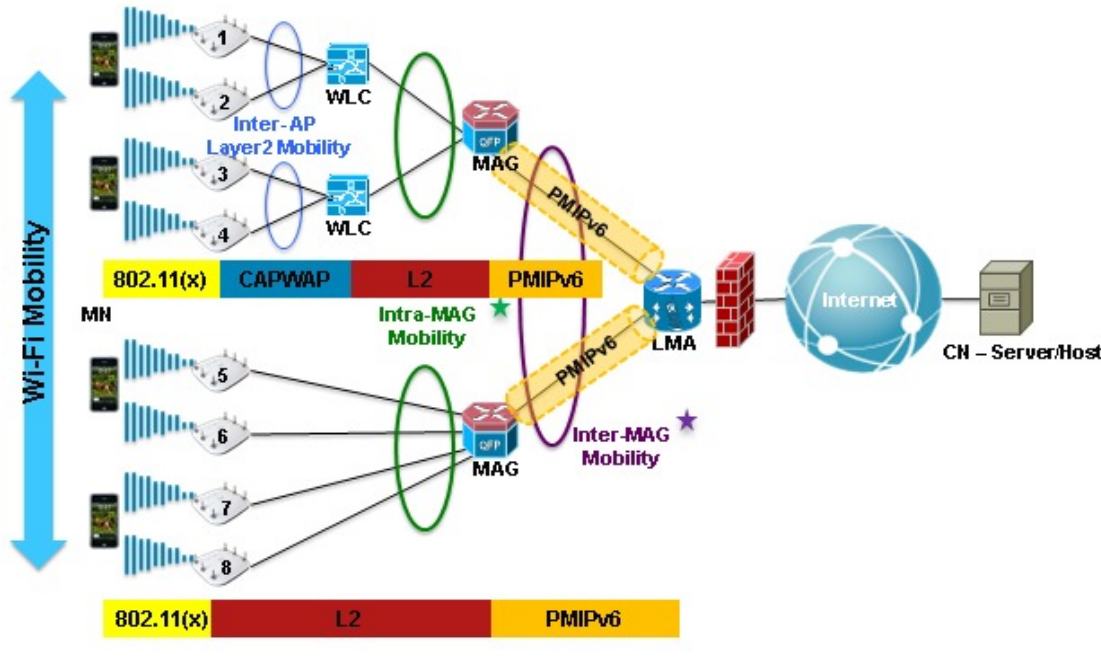 1
WLC
2
Inter-AP
Layer2 Mobility
QFP
MAG
3
WLC
4
PMIPv6
802.11(x) CAPWAP L2 PMIPv6
MN
Intra-MAG
Mobility
LMA
Internet
CN – Server/Host
Wi-Fi Mobility
5
PMIPv6
6
QFP
MAG
Inter-MAG
Mobility
7
8
802.11(x) L2 PMIPv6